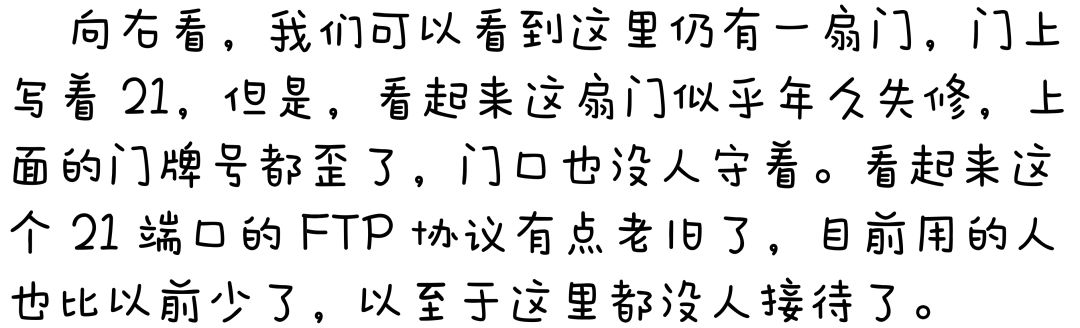 向右看，我们可以看到这里仍有一扇门，门上
写着 21，但是，看起来这扇门似乎年久失修，上
面的门牌号都歪了，门口也没人守着。看起来这
个 21 端口的 FTP 协议有点老旧了，目前用的人
也比以前少了，以至于这里都没人接待了。